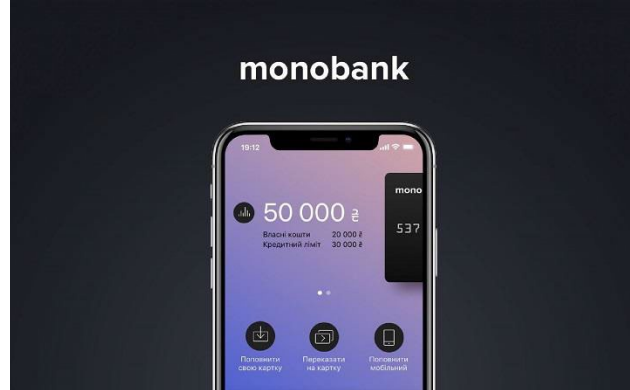 monobank
19:12
mono
50 000 ₴
537
Власні кошти 20 000 ₴
Кредитний ліміт 30 000 ₴
Поповнити свою картку
Переказати на картку
Поповнити мобільний